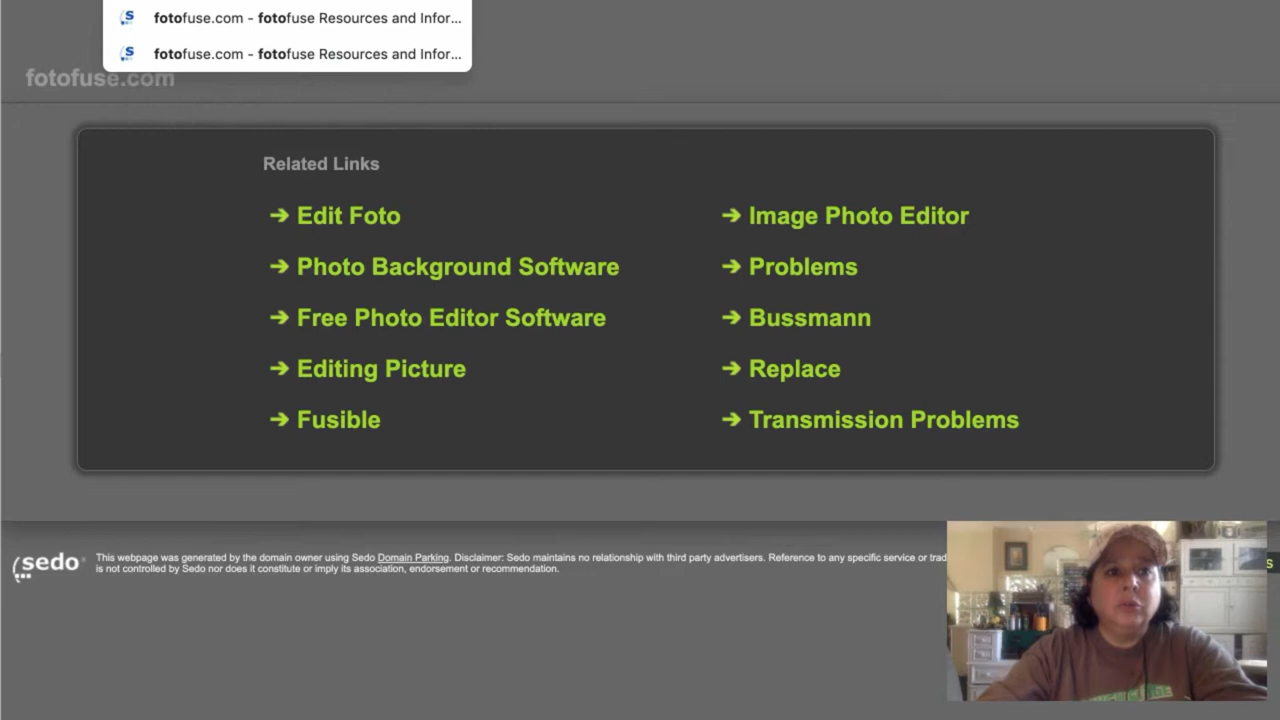 fotofuse.com - fotofuse Resources and Infor...
fotofuse.com - fotofuse Resources and Infor...
fotofuse.com
Related Links
Edit Foto
Photo Background Software
Free Photo Editor Software
Editing Picture
Fusible
Image Photo Editor
Problems
Bussmann
Replace
Transmission Problems
sedo
This webpage was generated by the domain owner using Sedo Domain Parking. Disclaimer: Sedo maintains no relationship with third party advertisers. Reference to any specific service or trad
is not controlled by Sedo nor does it constitute or imply its association, endorsement or recommendation.
s